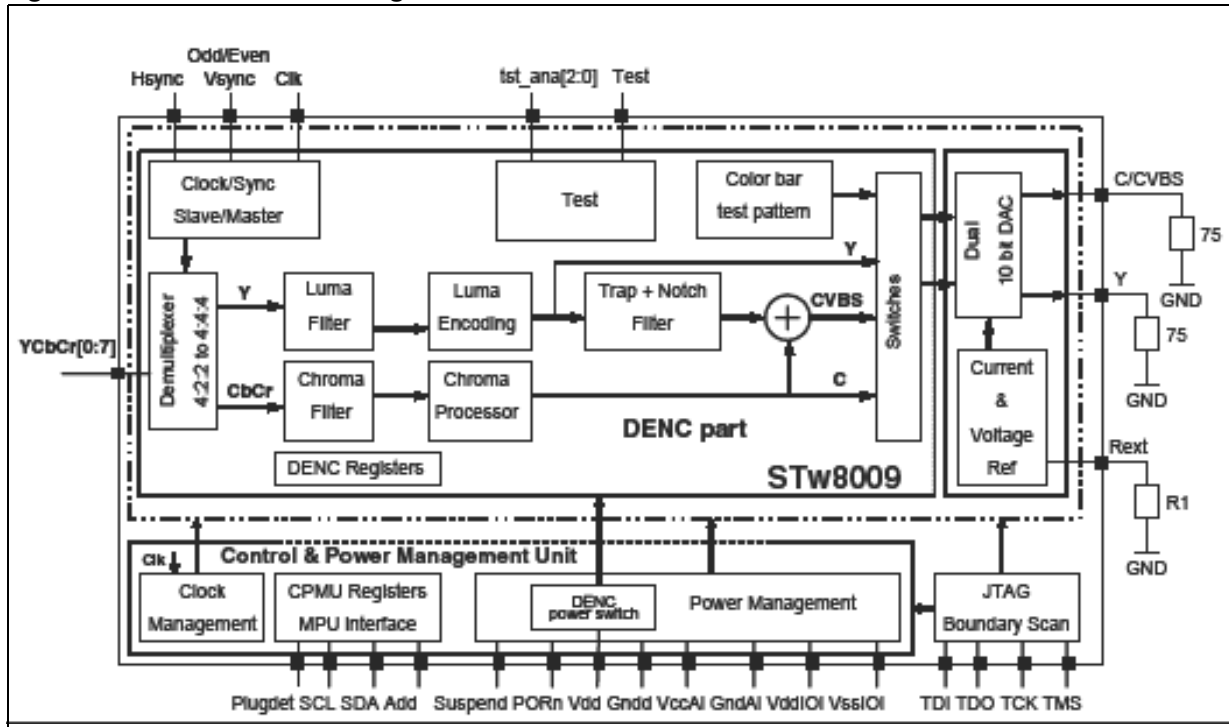 Odd/Even
Hsync Vsync Clk
tst_ana[2:0] Test
Clock/Sync
Slave/Master
Test
Color bar
test pattern
Switches
Dual
10 bit DAC
C/CVBS
75
GND
Y
75
GND
YCbCr[0:7]
Demultiplexer
4:2:2 to 4:4:4
Y
Luma
Filter
Luma
Encoding
Y
Trap + Notch
Filter
CVBS
CbCr
Chroma
Filter
Chroma
Processor
C
DENC part
DENC Registers
STw8009
Current
&
Voltage
Ref
Rext
R1
GND
Control & Power Management Unit
Clk
Clock
Management
CPMU Registers
MPU Interface
DENC
power switch
Power Management
JTAG
Boundary Scan
Plugdet SCL SDA Add Suspend PORn Vdd Gndd VccAI GndAI VddIOI VssIOI TDI TDO TCK TMS